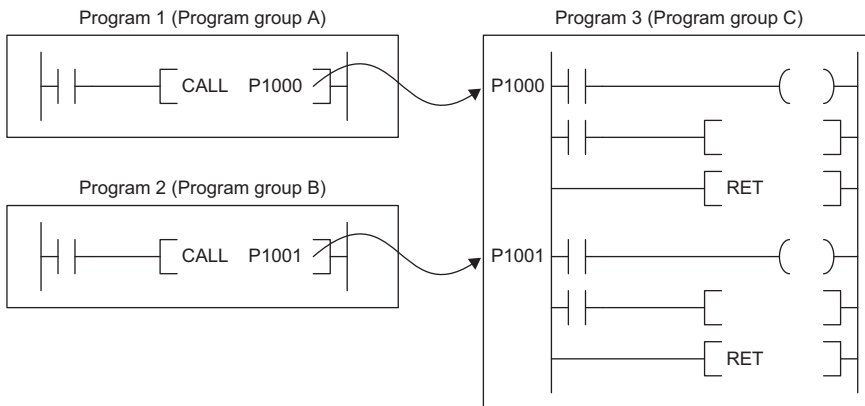 Program 1 (Program group A)
CALL P1000
Program 2 (Program group B)
CALL P1001
Program 3 (Program group C)
P1000
RET
P1001
RET